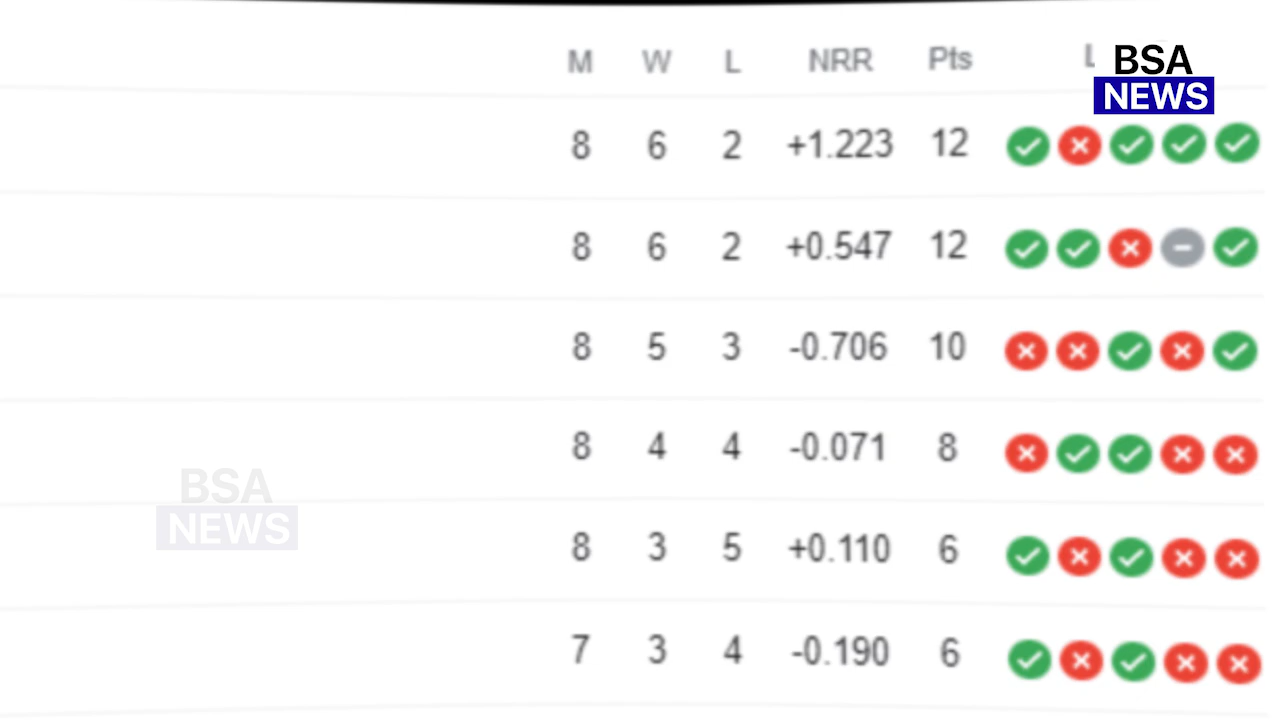 M W L NRR Pts L
BSA
NEWS
8 6 2 +1.223 12
8 6 2 +0.547 12
8 5 3 -0.706 10
8 4 4 -0.071 8
BSA
NEWS
8 3 5 +0.110 6
7 3 4 -0.190 6